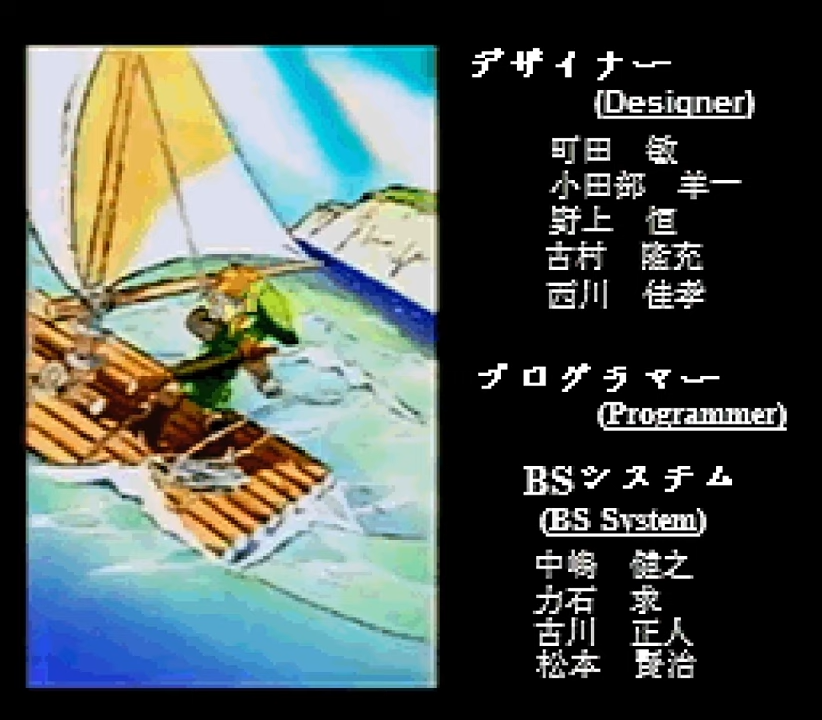 デザイナー
(Designer)
町田 敏
小田部 羊一
野上 恒
古村 隆充
西川 佳孝
プログラマー
(Programmer)
BSシステム
(BS System)
中嶋 健之
力石 求
古川 正人
松本 賢治